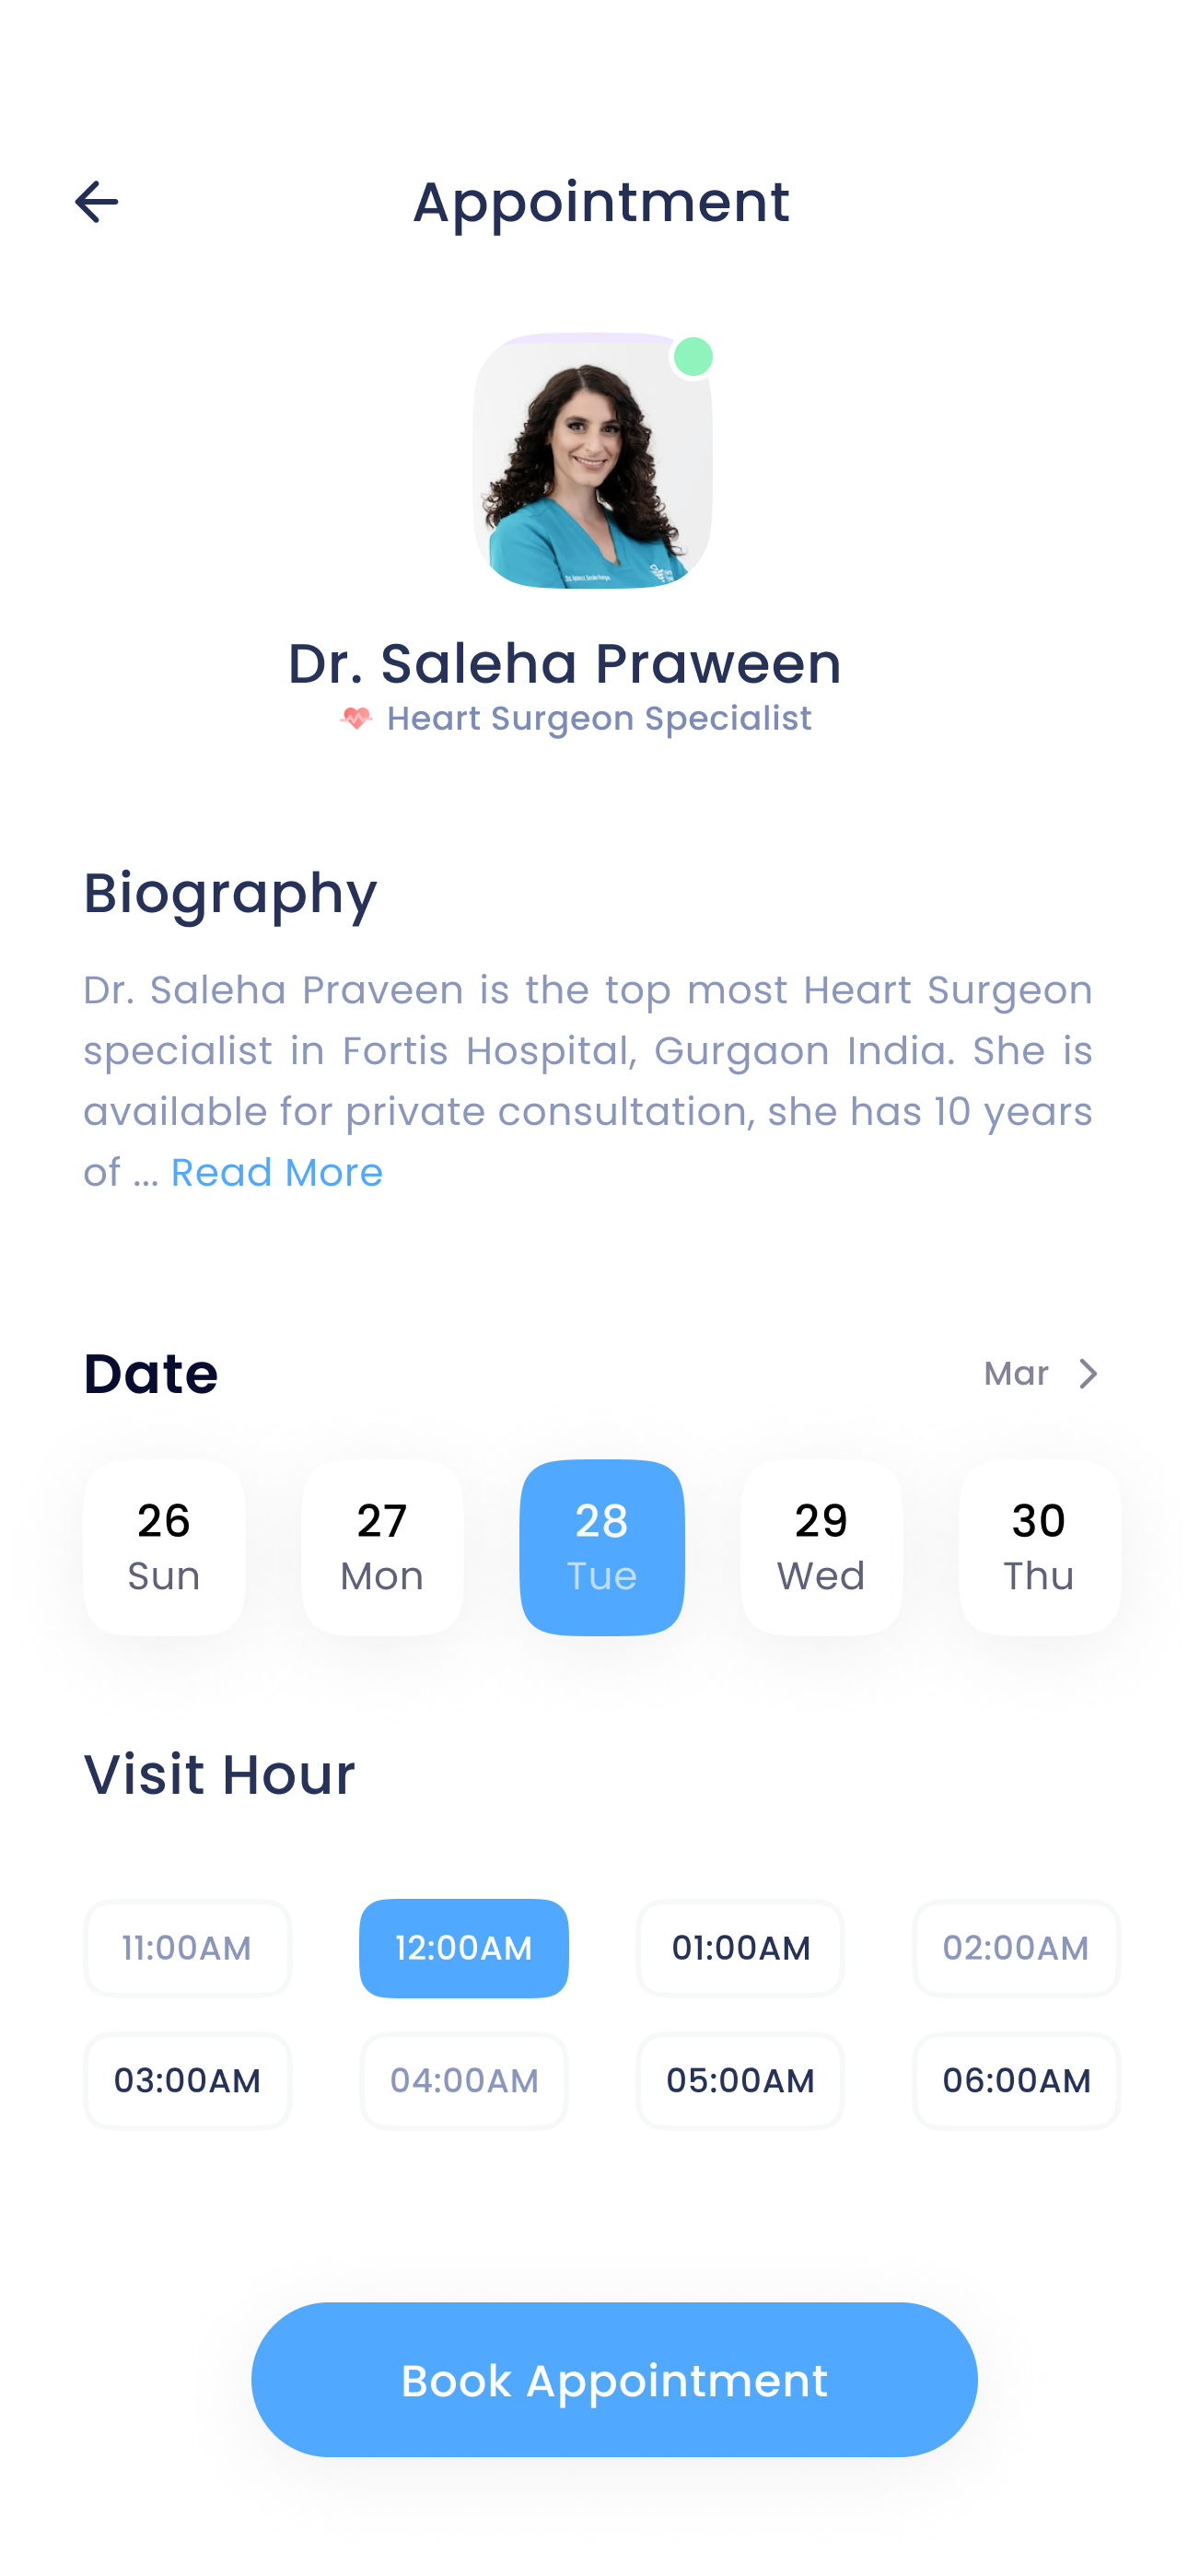 Appointment
Dr. Saleha Praween
Heart Surgeon Specialist
Biography
Dr. Saleha Praveen is the top most Heart Surgeon
specialist in Fortis Hospital, Gurgaon India. She is
available for private consultation, she has 10 years
of ... Read More
Date
Mar
26 27 28 29 30
Sun Mon Tue Wed Thu
Visit Hour
11:00AM 12:00AM 01:00AM 02:00AM
03:00AM 04:00AM 05:00AM 06:00AM
Book Appointment